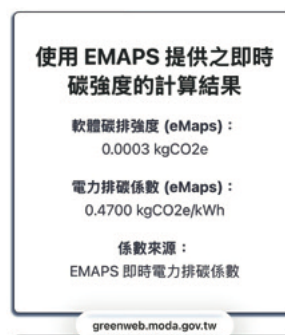 使用 EMAPS 提供之即時
碳強度的計算結果
軟體碳排強度 (eMaps)：
0.0003 kgCO2e
電力排碳係數 (eMaps)：
0.4700 kgCO2e/kWh
係數來源：
EMAPS 即時電力排碳係數
greenweb.moda.gov.tw